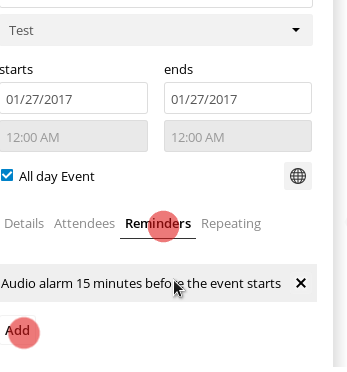 Test
starts ends
01/27/2017 01/27/2017
12:00 AM 12:00 AM
All day Event
Details Attendees Reminders Repeating
Audio alarm 15 minutes before the event starts
Add